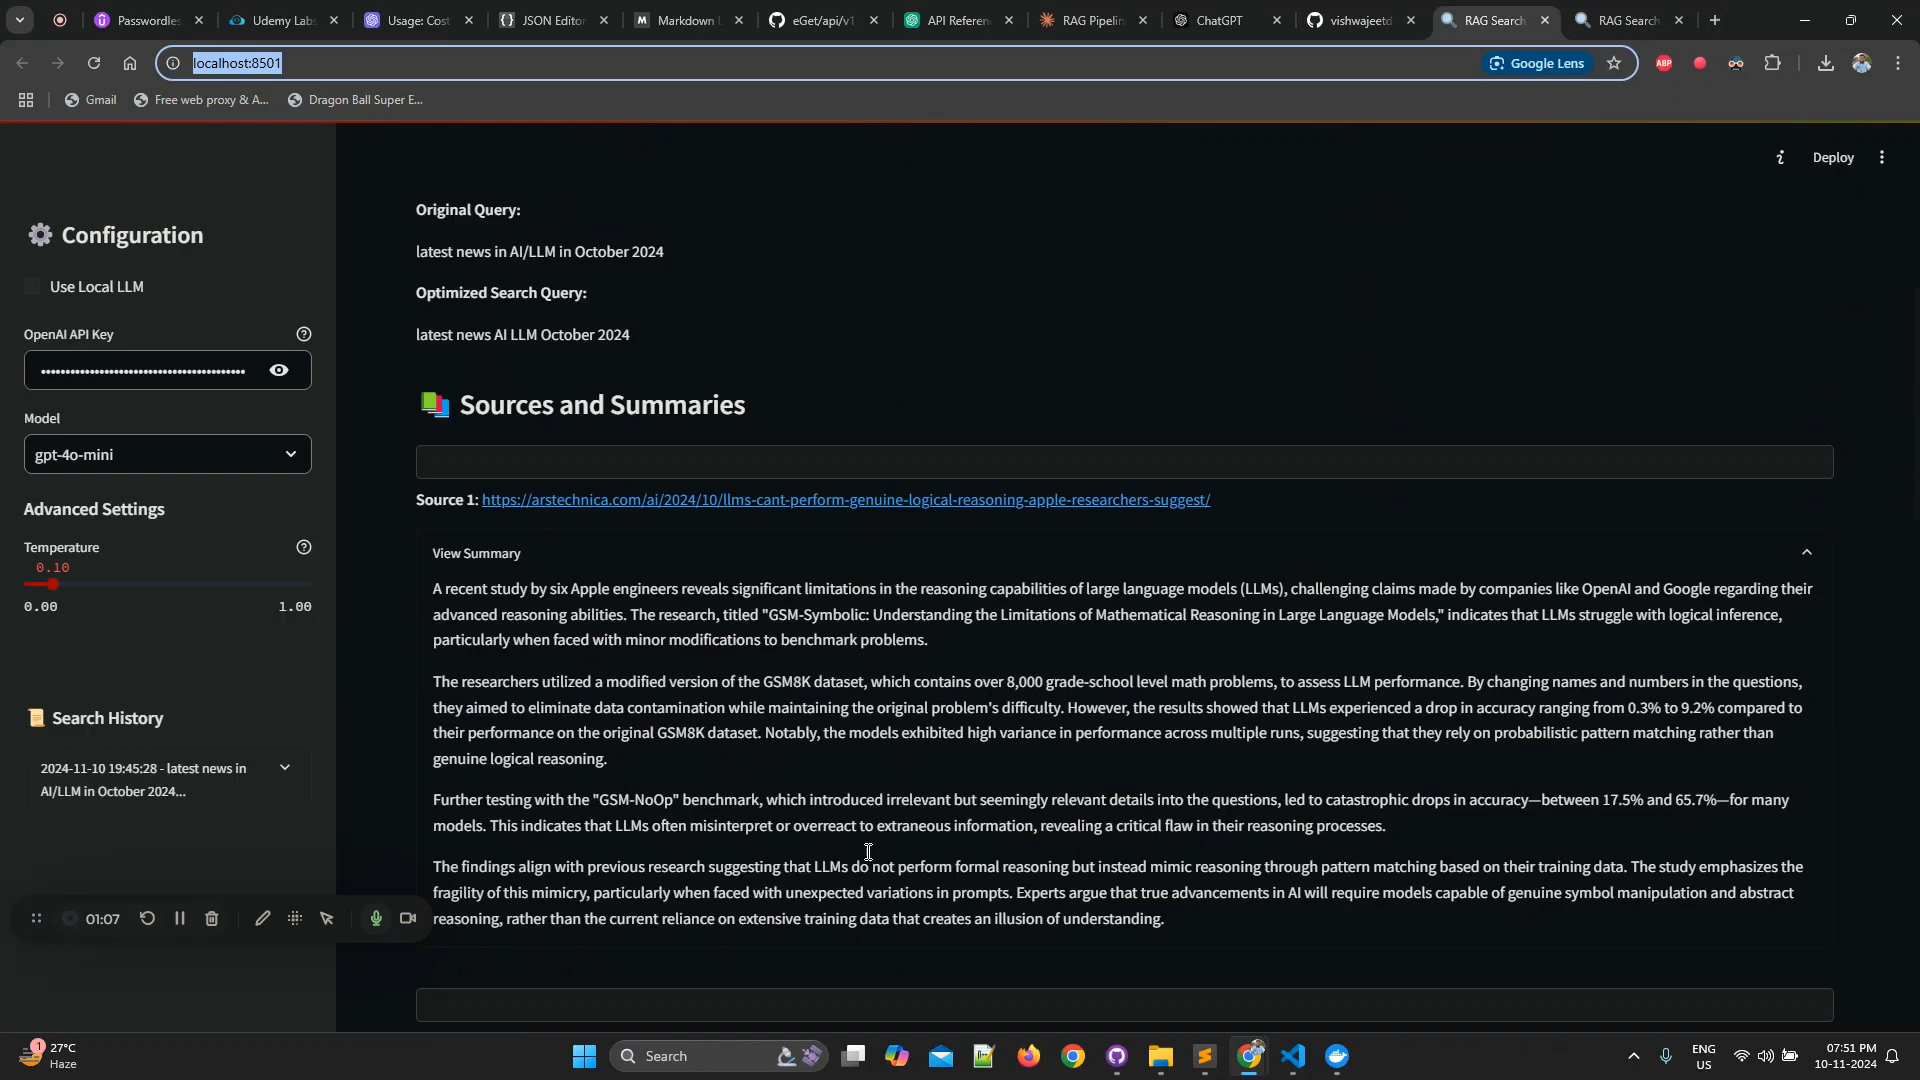 Passwordles
Udemy Lab
Usage: Cost
JSON Editor
Markdown L
eGet/api/v1
API Referen
RAG Pipelin
ChatGPT
vishwajeetd
RAG Search
RAG Search
localhost:8501
Google Lens
ABP
Gmail
Free web proxy & A...
Dragon Ball Super E...
Deploy
Configuration
Use Local LLM
OpenAI API Key
Model
gpt-4o-mini
Advanced Settings
Temperature
0.10
0.00 1.00
Search History
2024-11-10 19:45:28 - latest news in
AI/LLM in October 2024...
Original Query:
latest news in AI/LLM in October 2024
Optimized Search Query:
latest news AI LLM October 2024
Sources and Summaries
Source 1: https://arstechnica.com/ai/2024/10/llms-cant-perform-genuine-logical-reasoning-apple-researchers-suggest/
View Summary
A recent study by six Apple engineers reveals significant limitations in the reasoning capabilities of large language models (LLMs), challenging claims made by companies like OpenAI and Google regarding their
advanced reasoning abilities. The research, titled "GSM-Symbolic: Understanding the Limitations of Mathematical Reasoning in Large Language Models," indicates that LLMs struggle with logical inference,
particularly when faced with minor modifications to benchmark problems.
The researchers utilized a modified version of the GSM8K dataset, which contains over 8,000 grade-school level math problems, to assess LLM performance. By changing names and numbers in the questions,
they aimed to eliminate data contamination while maintaining the original problem's difficulty. However, the results showed that LLMs experienced a drop in accuracy ranging from 0.3% to 9.2% compared to
their performance on the original GSM8K dataset. Notably, the models exhibited high variance in performance across multiple runs, suggesting that they rely on probabilistic pattern matching rather than
genuine logical reasoning.
Further testing with the "GSM-NoOp" benchmark, which introduced irrelevant but seemingly relevant details into the questions, led to catastrophic drops in accuracy—between 17.5% and 65.7%—for many
models. This indicates that LLMs often misinterpret or overreact to extraneous information, revealing a critical flaw in their reasoning processes.
The findings align with previous research suggesting that LLMs do not perform formal reasoning but instead mimic reasoning through pattern matching based on their training data. The study emphasizes the
fragility of this mimicry, particularly when faced with unexpected variations in prompts. Experts argue that true advancements in AI will require models capable of genuine symbol manipulation and abstract
reasoning, rather than the current reliance on extensive training data that creates an illusion of understanding.
01:07
1
27°C
Haze
Search
ENG
US
07:51 PM
10-11-2024